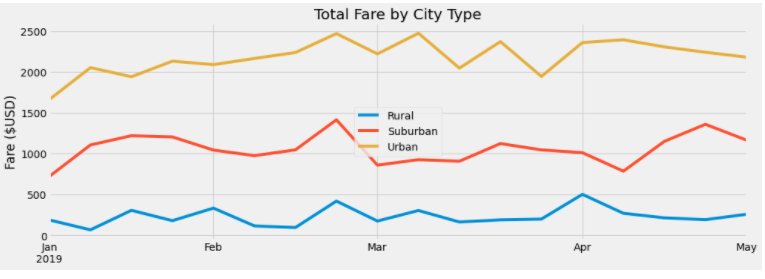 Total Fare by City Type
Fare ($USD)
2500
2000
1500
1000
500
0
Rural
Suburban
Urban
Jan Feb Mar Apr May
2019